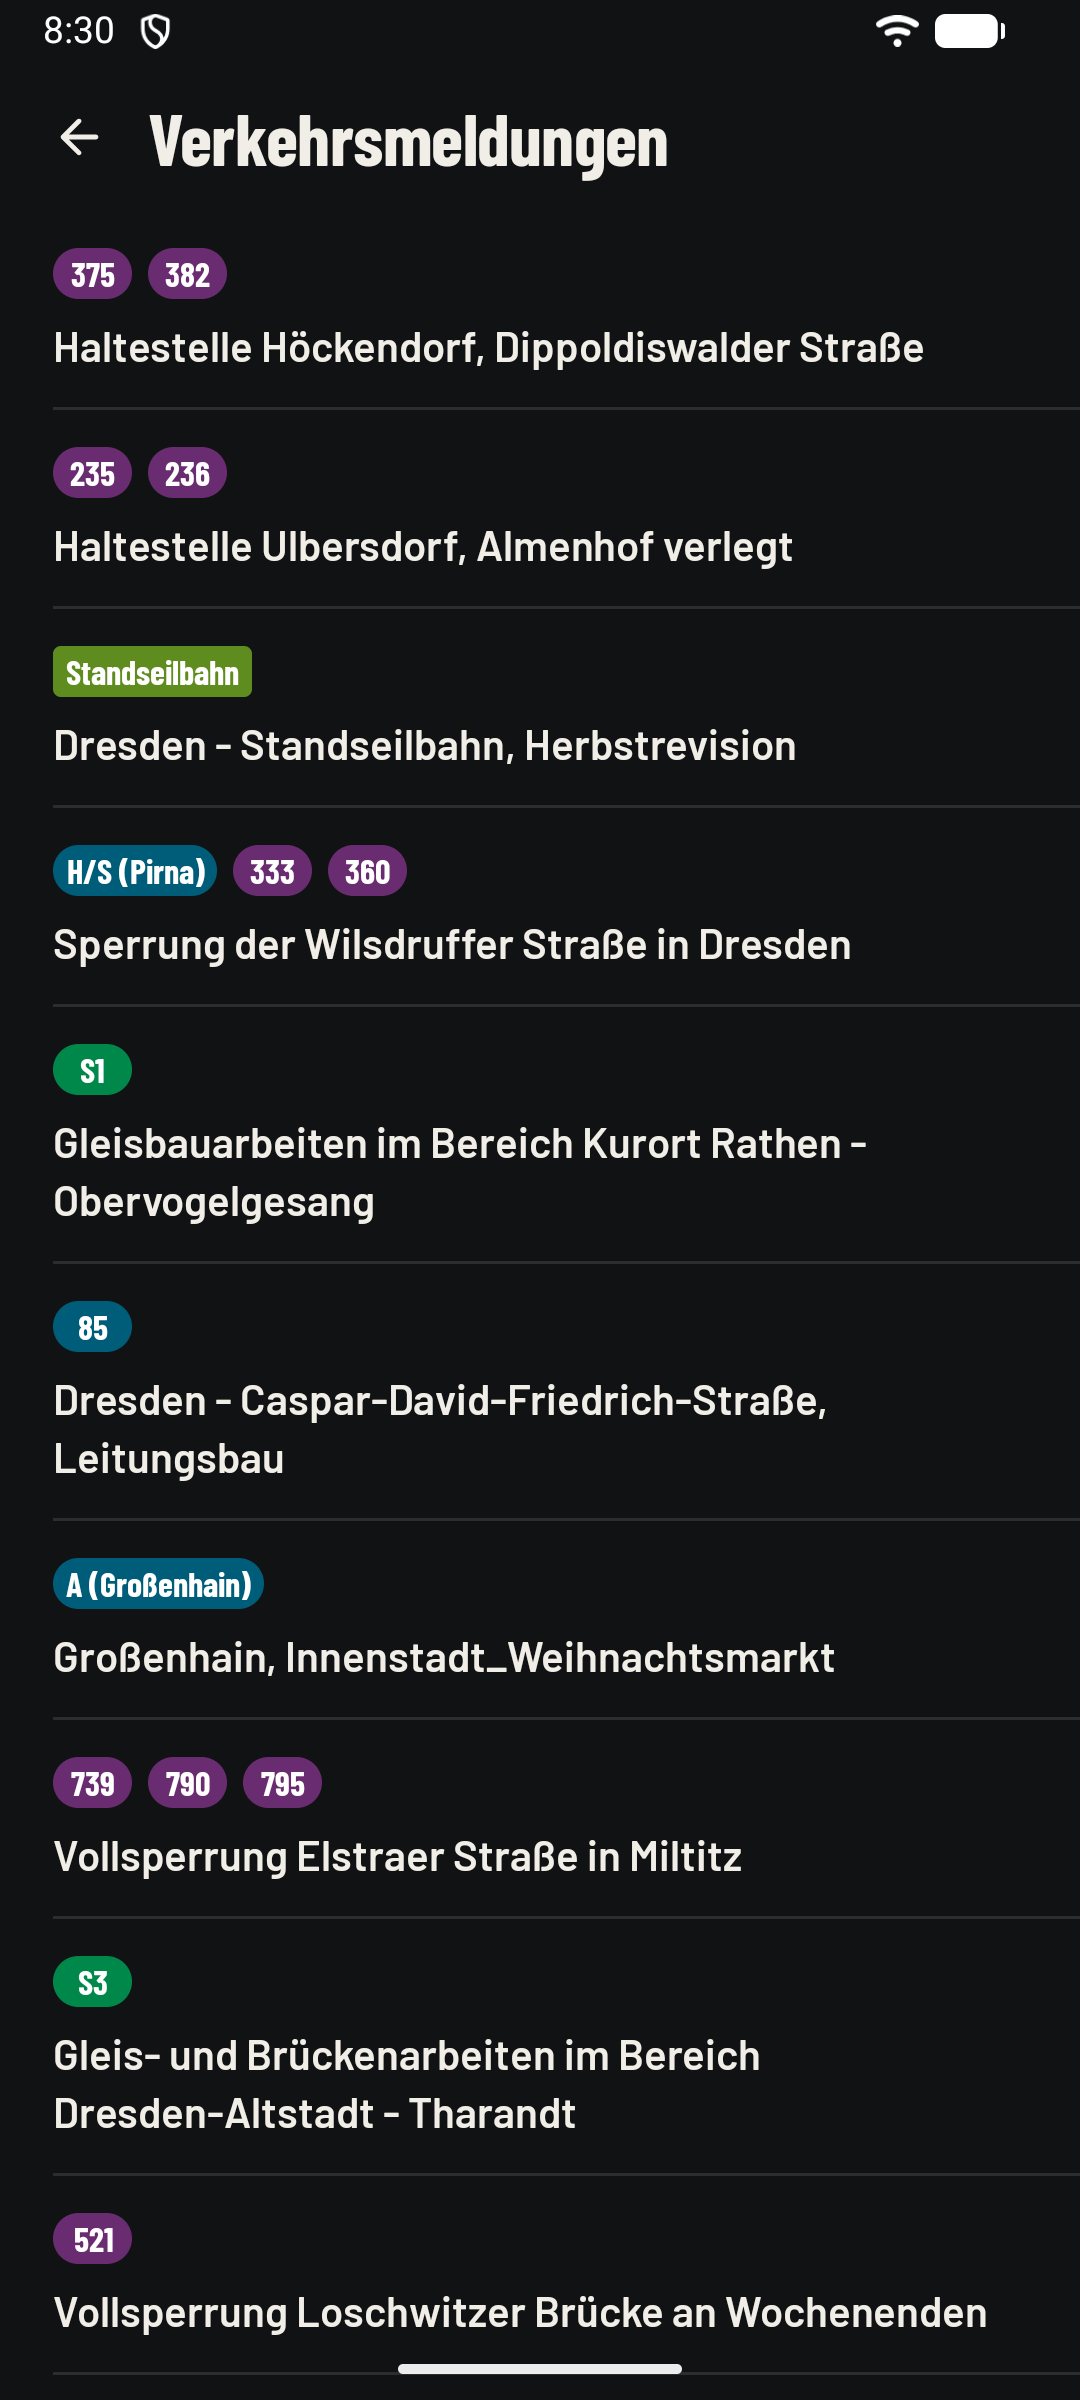 8:30
Verkehrsmeldungen
375 382
Haltestelle Höckendorf, Dippoldiswalder Straße
235 236
Haltestelle Ulbersdorf, Almenhof verlegt
Standseilbahn
Dresden - Standseilbahn, Herbstrevision
H/S (Pirna) 333 360
Sperrung der Wilsdruffer Straße in Dresden
S1
Gleisbauarbeiten im Bereich Kurort Rathen -
Obervogelgesang
85
Dresden - Caspar-David-Friedrich-Straße,
Leitungsbau
A (Großenhain)
Großenhain, Innenstadt_Weihnachtsmarkt
739 790 795
Vollsperrung Elstraer Straße in Miltitz
S3
Gleis- und Brückenarbeiten im Bereich
Dresden-Altstadt - Tharandt
521
Vollsperrung Loschwitzer Brücke an Wochenenden